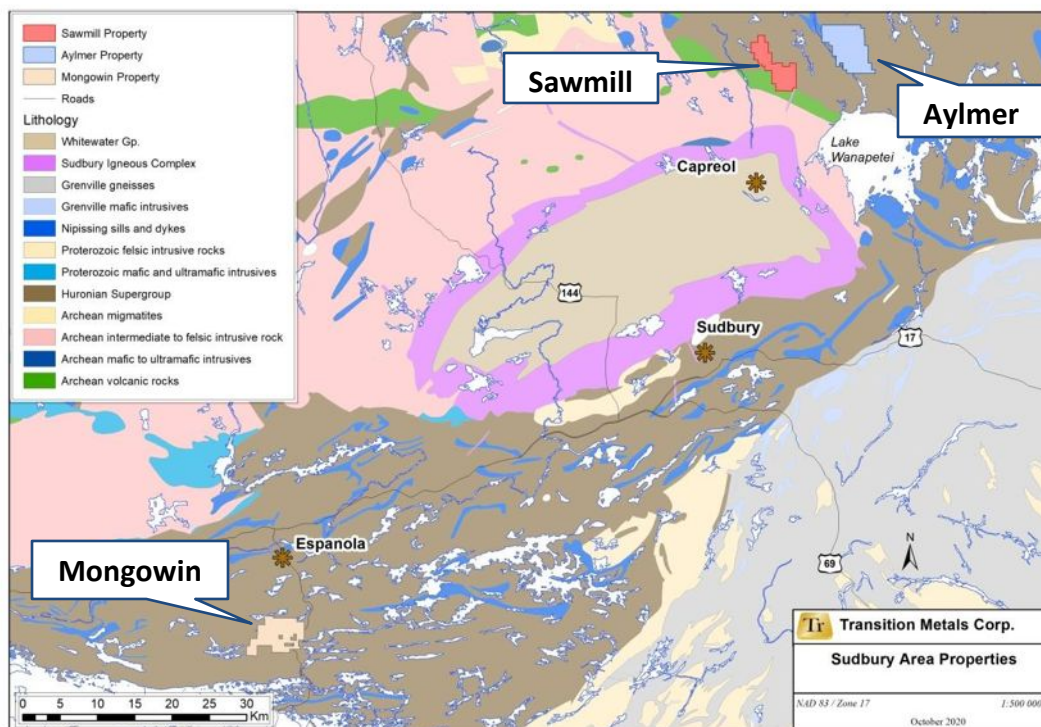 Sawmill Property
Aylmer Property
Mongowin Property
Roads
Lithology
Whitewater Gp.
Sudbury Igneous Complex
Grenville gneisses
Grenville mafic intrusives
Nipissing sills and dykes
Proterozoic felsic intrusive rocks
Proterozoic mafic and ultramafic intrusives
Huronian Supergroup
Archean migmatites
Archean intermediate to felsic intrusive rock
Archean mafic to ultramafic intrusives
Archean volcanic rocks
Sawmill
Aylmer
Lake
Wanapetei
Capreol
144
Sudbury
17
Espanola
Mongowin
69
N
0 5 10 15 20 25 30
Km
Tr Transition Metals Corp.
Sudbury Area Properties
NAD 83 / Zone 17 1:500 000
October 2020